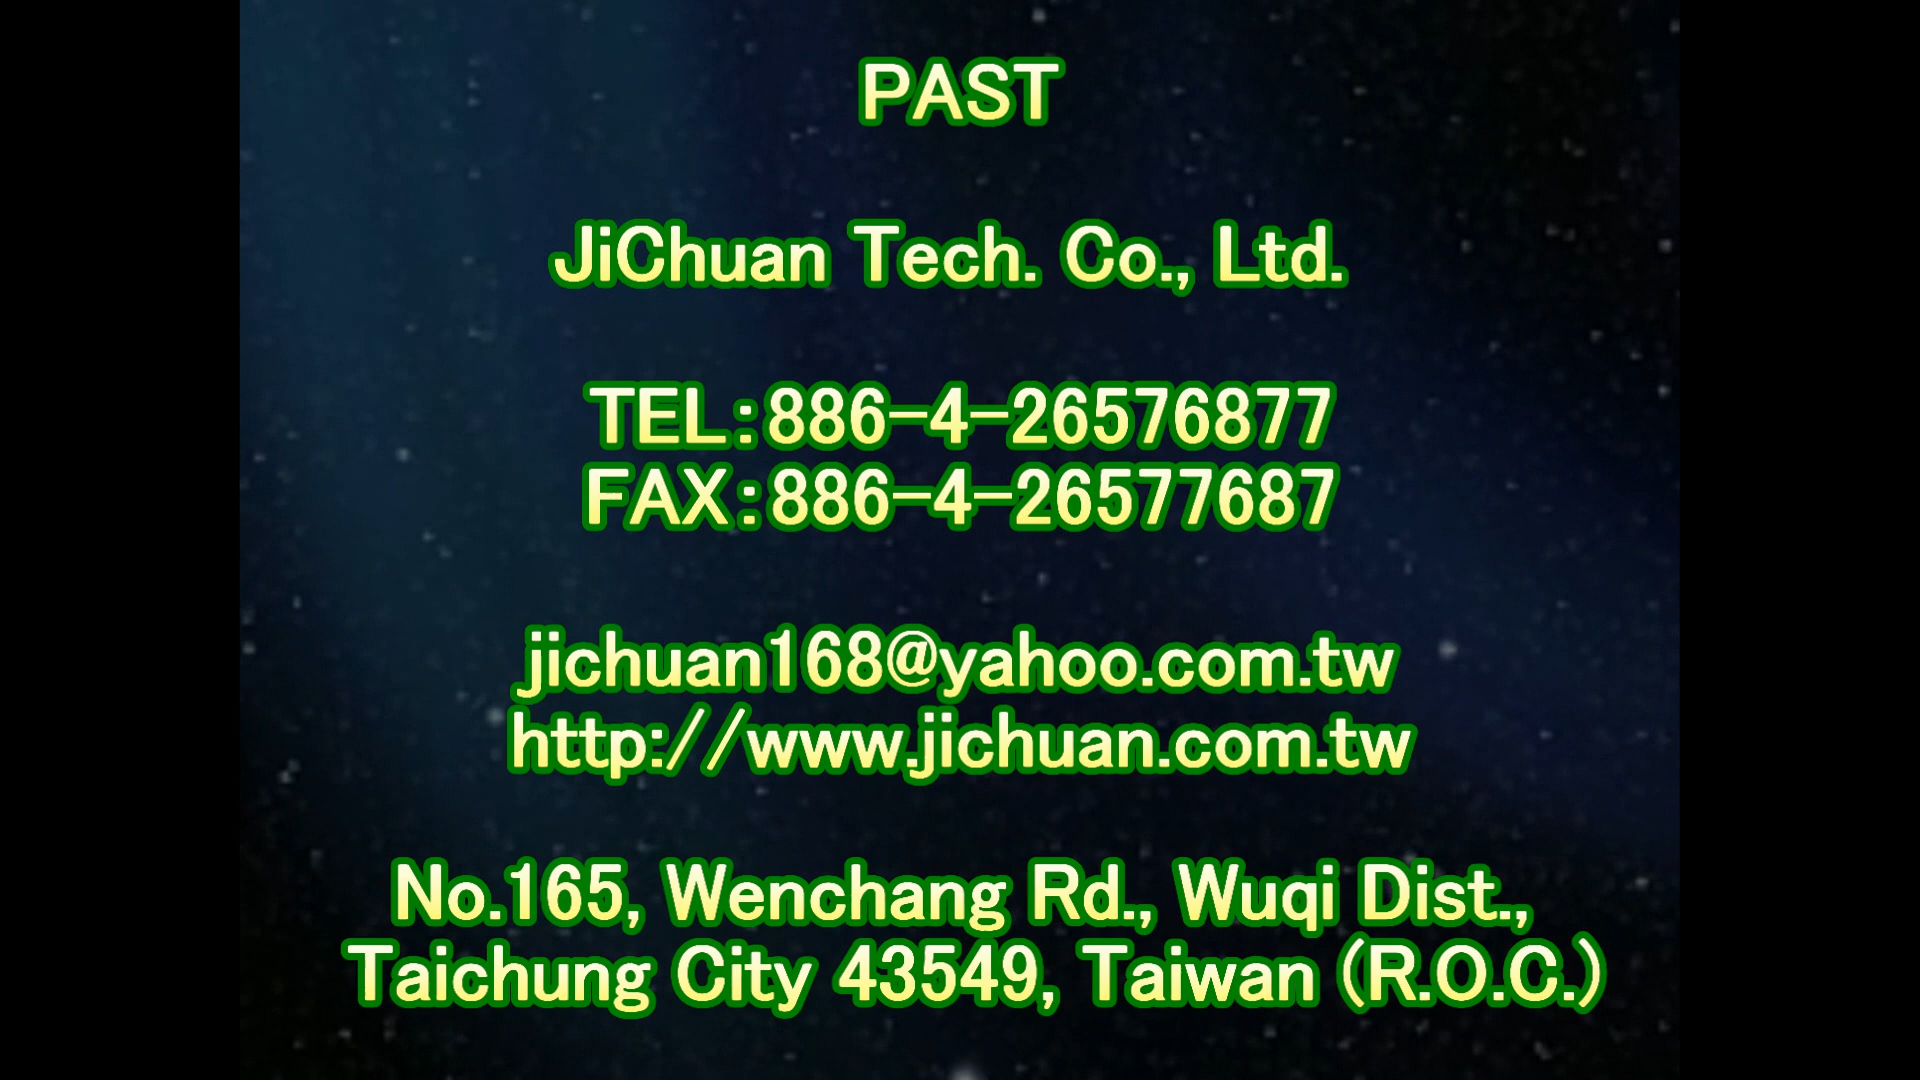 PAST
JiChuan Tech. Co., Ltd.
TEL:886-4-26576877
FAX:886-4-26577687
jichuan168@yahoo.com.tw
http://www.jichuan.com.tw
No.165, Wenchang Rd., Wuqi Dist.,
Taichung City 43549, Taiwan (R.O.C.)